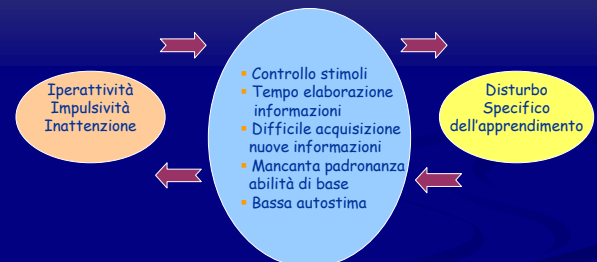 Iperattività
Impulsività
Inattenzione
▪ Controllo stimoli
▪ Tempo elaborazione
informazioni
▪ Difficile acquisizione
nuove informazioni
▪ Mancanta padronanza
abilità di base
▪ Bassa autostima
Disturbo
Specifico
dell'apprendimento